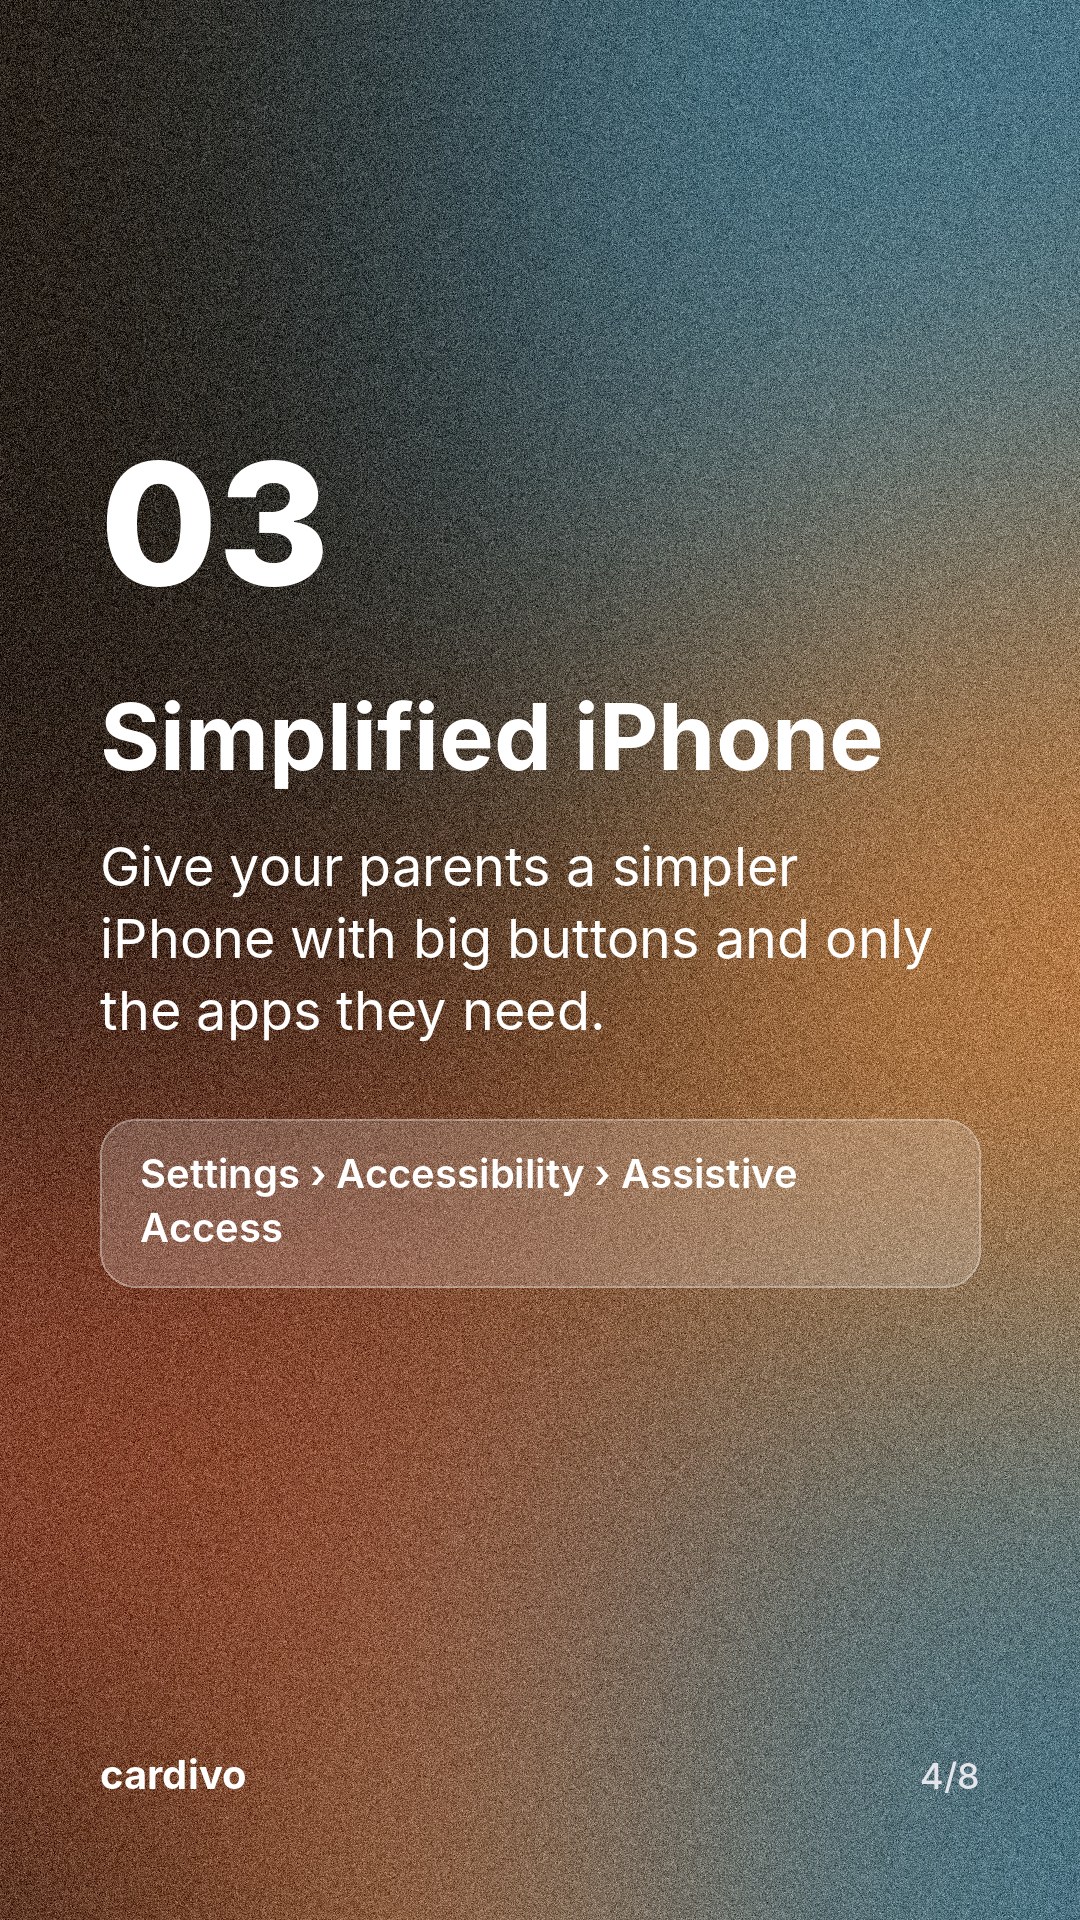 03
Simplified iPhone
Give your parents a simpler
iPhone with big buttons and only
the apps they need.
Settings › Accessibility › Assistive
Access
cardivo
4/8